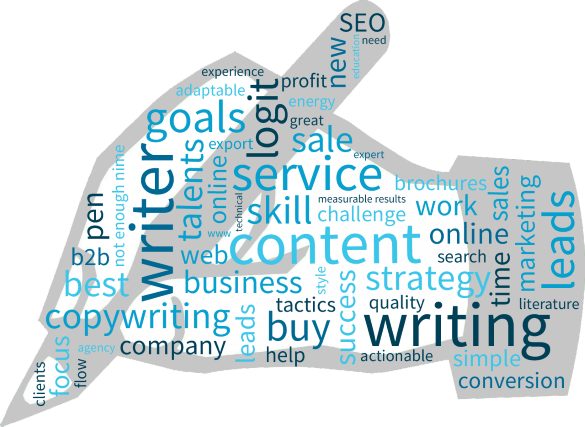 SEO
need
new
education
experience
profit
adaptable
energy
logit
goals
great
export
sale
expert
writer
talents
online
service
brochures
not enough nime
pen
technical
measurable results
skill
challenge
work
sales
marketing
leads
www
content
online
b2b
web
search
time
best
business
style
strategy
literature
tactics
quality
success
copywriting
buy
writing
leads
company
help
actionable
simple
agency
focus
flow
clients
conversion